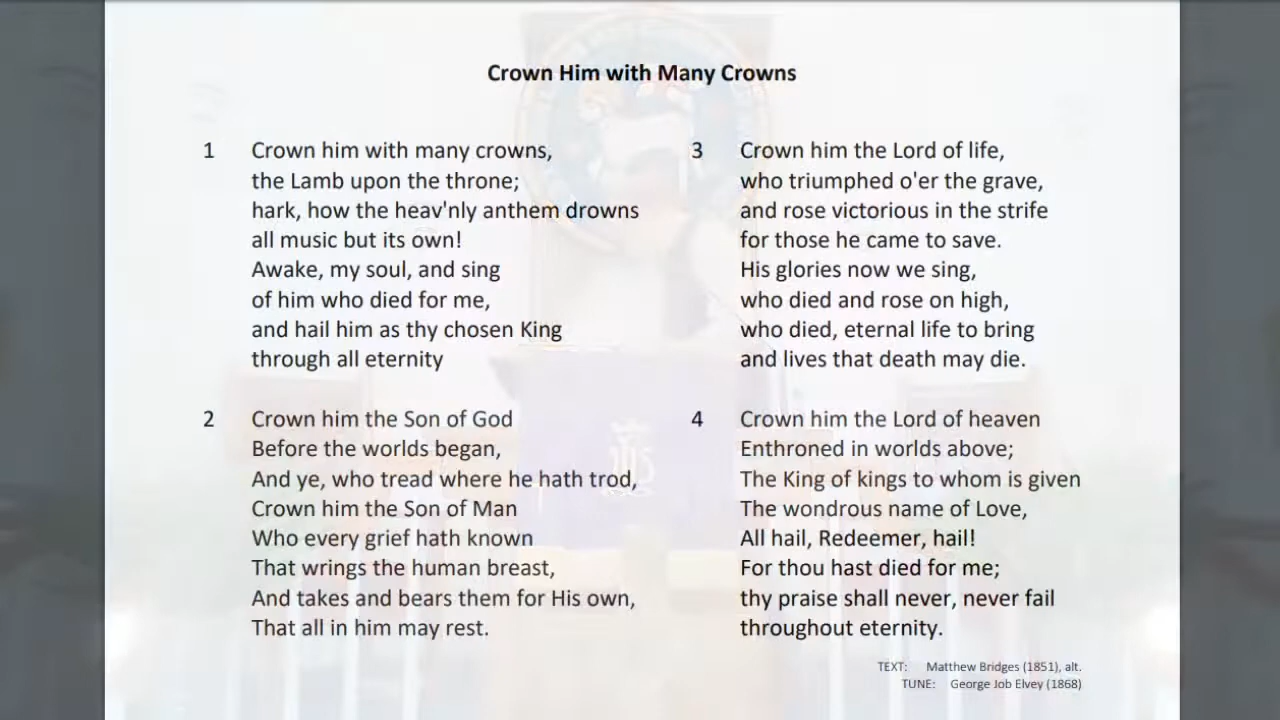 Crown Him with Many Crowns
1 Crown him with many crowns,
the Lamb upon the throne;
hark, how the heav'nly anthem drowns
all music but its own!
Awake, my soul, and sing
of him who died for me,
and hail him as thy chosen King
through all eternity
2 Crown him the Son of God
Before the worlds began,
And ye, who tread where he hath trod,
Crown him the Son of Man
Who every grief hath known
That wrings the human breast,
And takes and bears them for His own,
That all in him may rest.
3 Crown him the Lord of life,
who triumphed o'er the grave,
and rose victorious in the strife
for those he came to save.
His glories now we sing,
who died and rose on high,
who died, eternal life to bring
and lives that death may die.
4 Crown him the Lord of heaven
Enthroned in worlds above;
The King of kings to whom is given
The wondrous name of Love,
All hail, Redeemer, hail!
For thou hast died for me;
thy praise shall never, never fail
throughout eternity.
TEXT: Matthew Bridges (1851), alt.
TUNE: George Job Elvey (1868)
IHS